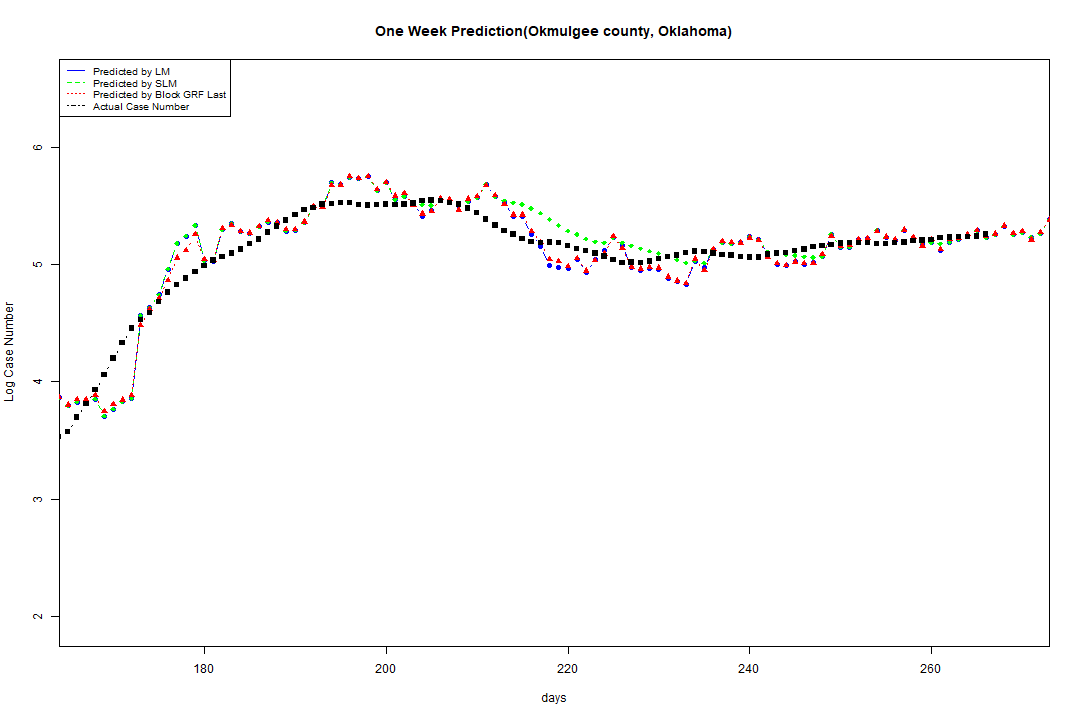 One Week Prediction(Okmulgee county, Oklahoma)
Predicted by LM
Predicted by SLM
Predicted by Block GRF Last
Actual Case Number
6
5
4
3
2
Log Case Number
180 200 220 240 260
days